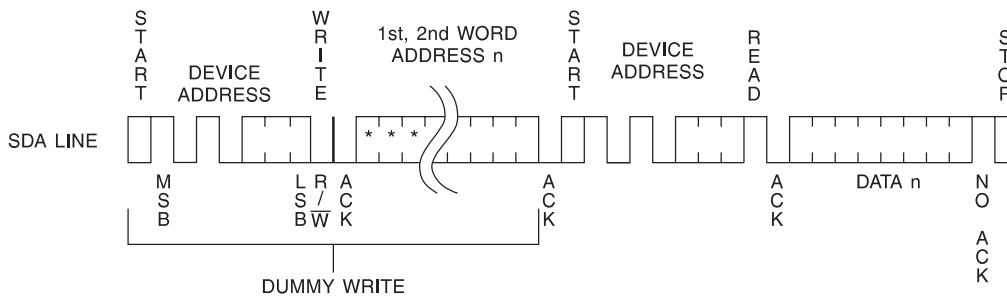 START
DEVICE
ADDRESS
WRITE
1st, 2nd WORD
ADDRESS n
START
DEVICE
ADDRESS
READ
STOP
SDA LINE
* * *
MSB
LSB
R/W
ACK
ACK
ACK
DATA n
NO ACK
DUMMY WRITE